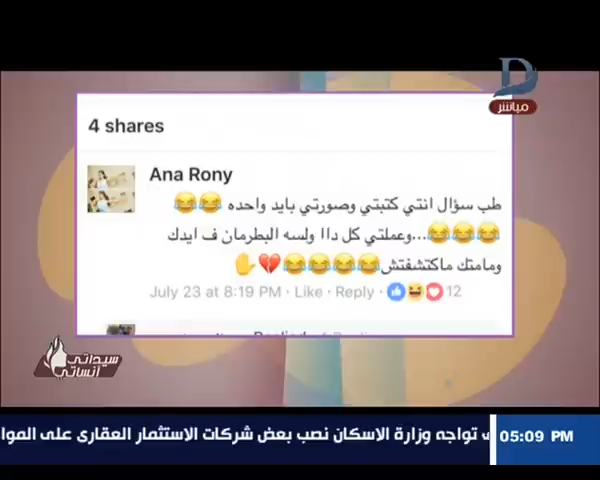 D
مباشر
4 shares
Ana Rony
طب سؤال انتي كتبتي وصورتي بايد واحده 😂😂
😂😂😂...وعملتي كل داا ولسه البطرمان ف ايدك
ومامتك ماكتشفتش😂😂😂😂💔✋
July 23 at 8:19 PM · Like · Reply · 👍😆❤ 12
سيداتي
آنساتي
تواجه وزارة الاسكان نصب بعض شركات الاستثمار العقارى على الموا
05:09 PM